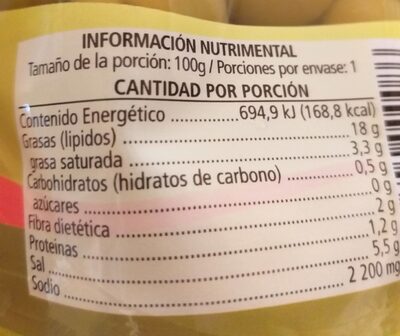 INFORMACIÓN NUTRIMENTAL
Tamaño de la porción: 100g / Porciones por envase: 1
CANTIDAD POR PORCIÓN
Contenido Energético ................694,9 kJ (168,8 kcal)
Grasas (lipidos) ................18 g
grasa saturada ................3,3 g
Carbohidratos (hidratos de carbono) ................0,5 g
azúcares ................0 g
Fibra dietética ................2 g
Proteinas ................1,2 g
Sal ................5,5 g
Sodio ................2 200 mg